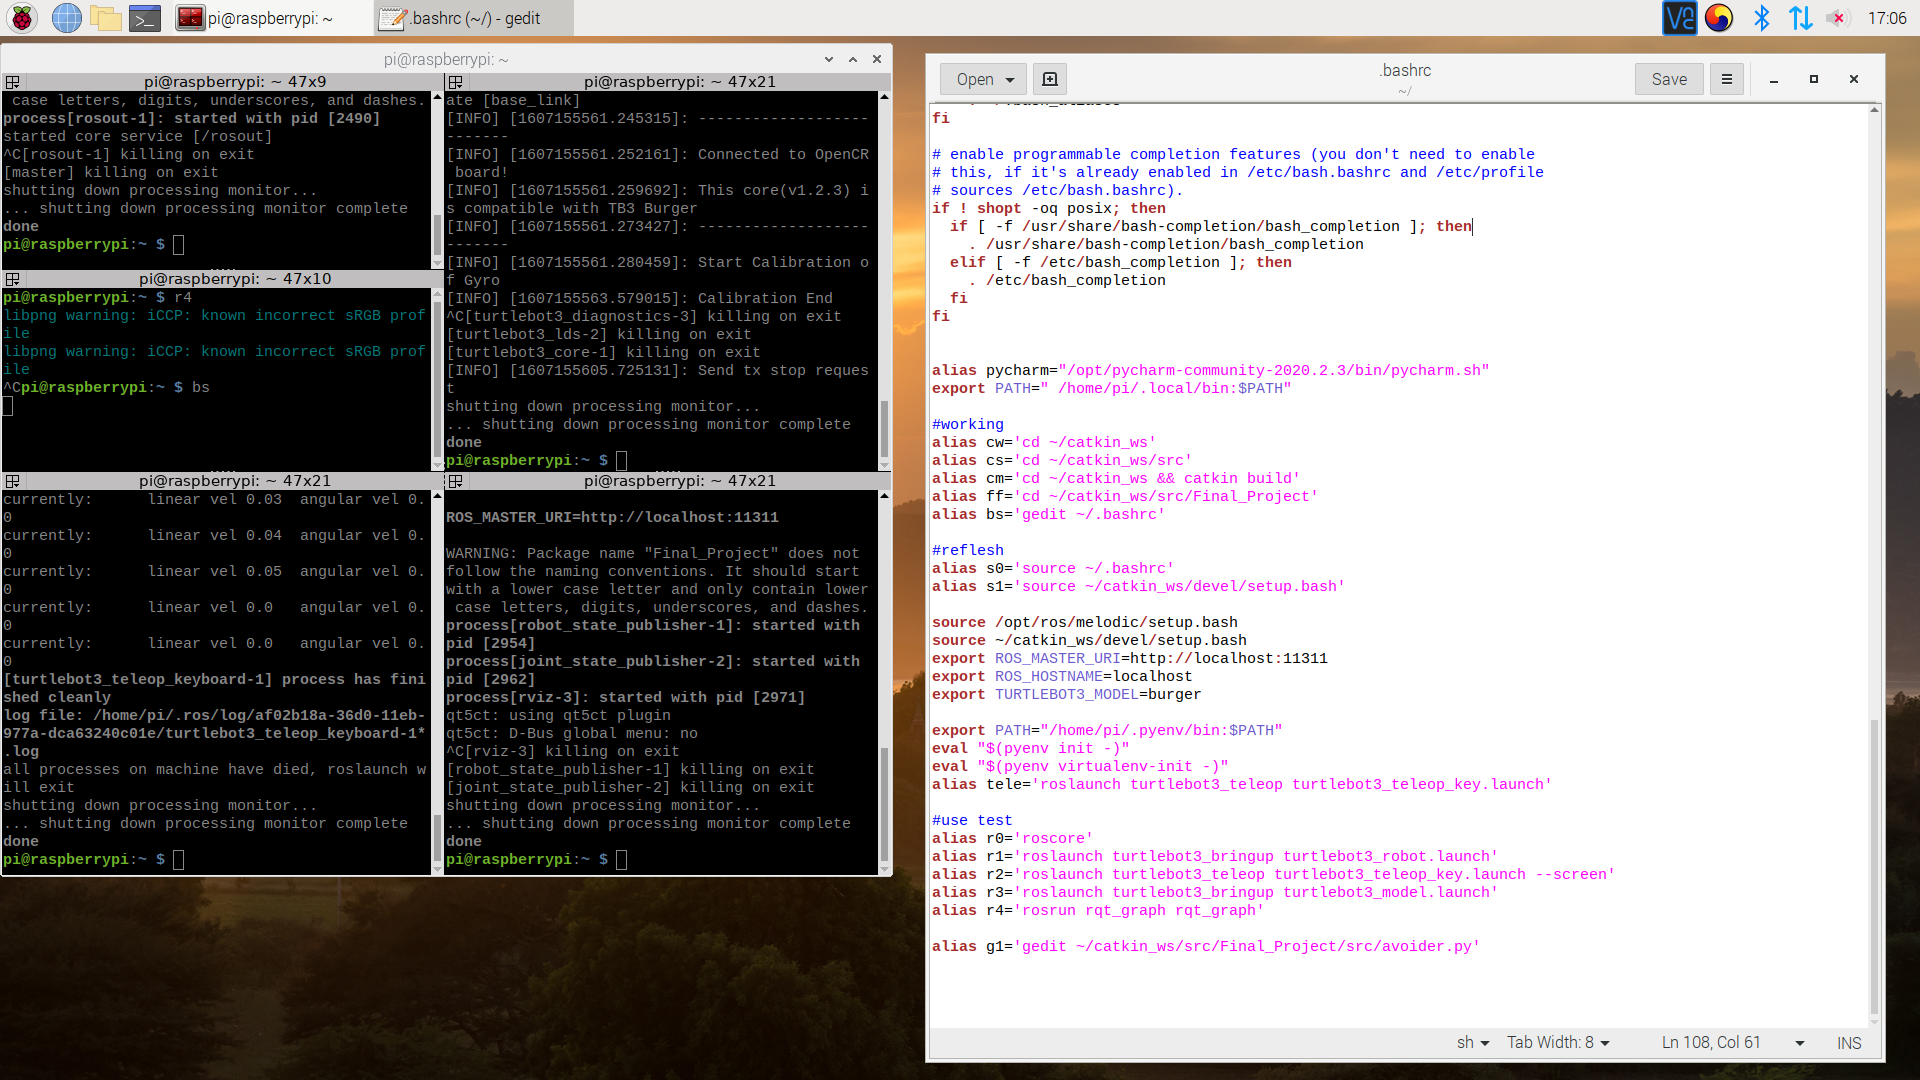 pi@raspberrypi: ~
.bashrc (~/) - gedit
17:06
pi@raspberrypi: ~
pi@raspberrypi: ~ 47x9
case letters, digits, underscores, and dashes.
process[rosout-1]: started with pid [2490]
started core service [/rosout]
^C[rosout-1] killing on exit
[master] killing on exit
shutting down processing monitor...
... shutting down processing monitor complete
done
pi@raspberrypi:~ $
pi@raspberrypi: ~ 47x10
pi@raspberrypi:~ $ r4
libpng warning: iCCP: known incorrect sRGB prof
ile
libpng warning: iCCP: known incorrect sRGB prof
ile
^Cpi@raspberrypi:~ $ bs
pi@raspberrypi: ~ 47x21
currently:      linear vel 0.03  angular vel 0.
0
currently:      linear vel 0.04  angular vel 0.
0
currently:      linear vel 0.05  angular vel 0.
0
currently:      linear vel 0.0   angular vel 0.
0
currently:      linear vel 0.0   angular vel 0.
0
[turtlebot3_teleop_keyboard-1] process has fini
shed cleanly
log file: /home/pi/.ros/log/af02b18a-36d0-11eb-
977a-dca63240c01e/turtlebot3_teleop_keyboard-1*
.log
all processes on machine have died, roslaunch w
ill exit
shutting down processing monitor...
... shutting down processing monitor complete
done
pi@raspberrypi:~ $
pi@raspberrypi: ~ 47x21
ate [base_link]
[INFO] [1607155561.245315]: -------------------
-------
[INFO] [1607155561.252161]: Connected to OpenCR
 board!
[INFO] [1607155561.259692]: This core(v1.2.3) i
s compatible with TB3 Burger
[INFO] [1607155561.273427]: -------------------
-------
[INFO] [1607155561.280459]: Start Calibration o
f Gyro
[INFO] [1607155563.579015]: Calibration End
^C[turtlebot3_diagnostics-3] killing on exit
[turtlebot3_lds-2] killing on exit
[turtlebot3_core-1] killing on exit
[INFO] [1607155605.725131]: Send tx stop reques
t
shutting down processing monitor...
... shutting down processing monitor complete
done
pi@raspberrypi:~ $
pi@raspberrypi: ~ 47x21
ROS_MASTER_URI=http://localhost:11311
WARNING: Package name "Final_Project" does not
follow the naming conventions. It should start
with a lower case letter and only contain lower
 case letters, digits, underscores, and dashes.
process[robot_state_publisher-1]: started with
pid [2954]
process[joint_state_publisher-2]: started with
pid [2962]
process[rviz-3]: started with pid [2971]
qt5ct: using qt5ct plugin
qt5ct: D-Bus global menu: no
^C[rviz-3] killing on exit
[robot_state_publisher-1] killing on exit
[joint_state_publisher-2] killing on exit
shutting down processing monitor...
... shutting down processing monitor complete
done
pi@raspberrypi:~ $
Open
.bashrc
~/
Save
fi
# enable programmable completion features (you don't need to enable
# this, if it's already enabled in /etc/bash.bashrc and /etc/profile
# sources /etc/bash.bashrc).
if ! shopt -oq posix; then
  if [ -f /usr/share/bash-completion/bash_completion ]; then
    . /usr/share/bash-completion/bash_completion
  elif [ -f /etc/bash_completion ]; then
    . /etc/bash_completion
  fi
fi
alias pycharm="/opt/pycharm-community-2020.2.3/bin/pycharm.sh"
export PATH=" /home/pi/.local/bin:$PATH"
#working
alias cw='cd ~/catkin_ws'
alias cs='cd ~/catkin_ws/src'
alias cm='cd ~/catkin_ws && catkin build'
alias ff='cd ~/catkin_ws/src/Final_Project'
alias bs='gedit ~/.bashrc'
#reflesh
alias s0='source ~/.bashrc'
alias s1='source ~/catkin_ws/devel/setup.bash'
source /opt/ros/melodic/setup.bash
source ~/catkin_ws/devel/setup.bash
export ROS_MASTER_URI=http://localhost:11311
export ROS_HOSTNAME=localhost
export TURTLEBOT3_MODEL=burger
export PATH="/home/pi/.pyenv/bin:$PATH"
eval "$(pyenv init -)"
eval "$(pyenv virtualenv-init -)"
alias tele='roslaunch turtlebot3_teleop turtlebot3_teleop_key.launch'
#use test
alias r0='roscore'
alias r1='roslaunch turtlebot3_bringup turtlebot3_robot.launch'
alias r2='roslaunch turtlebot3_teleop turtlebot3_teleop_key.launch --screen'
alias r3='roslaunch turtlebot3_bringup turtlebot3_model.launch'
alias r4='rosrun rqt_graph rqt_graph'
alias g1='gedit ~/catkin_ws/src/Final_Project/src/avoider.py'
sh
Tab Width: 8
Ln 108, Col 61
INS